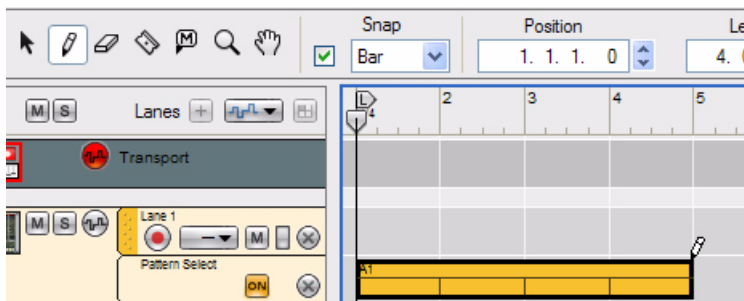 Snap Position Le
Bar 1. 1. 1. 0 4.
M S Lanes + L 2 3 4 5
4
Transport
M S Lane 1
M
Pattern Select A1
ON